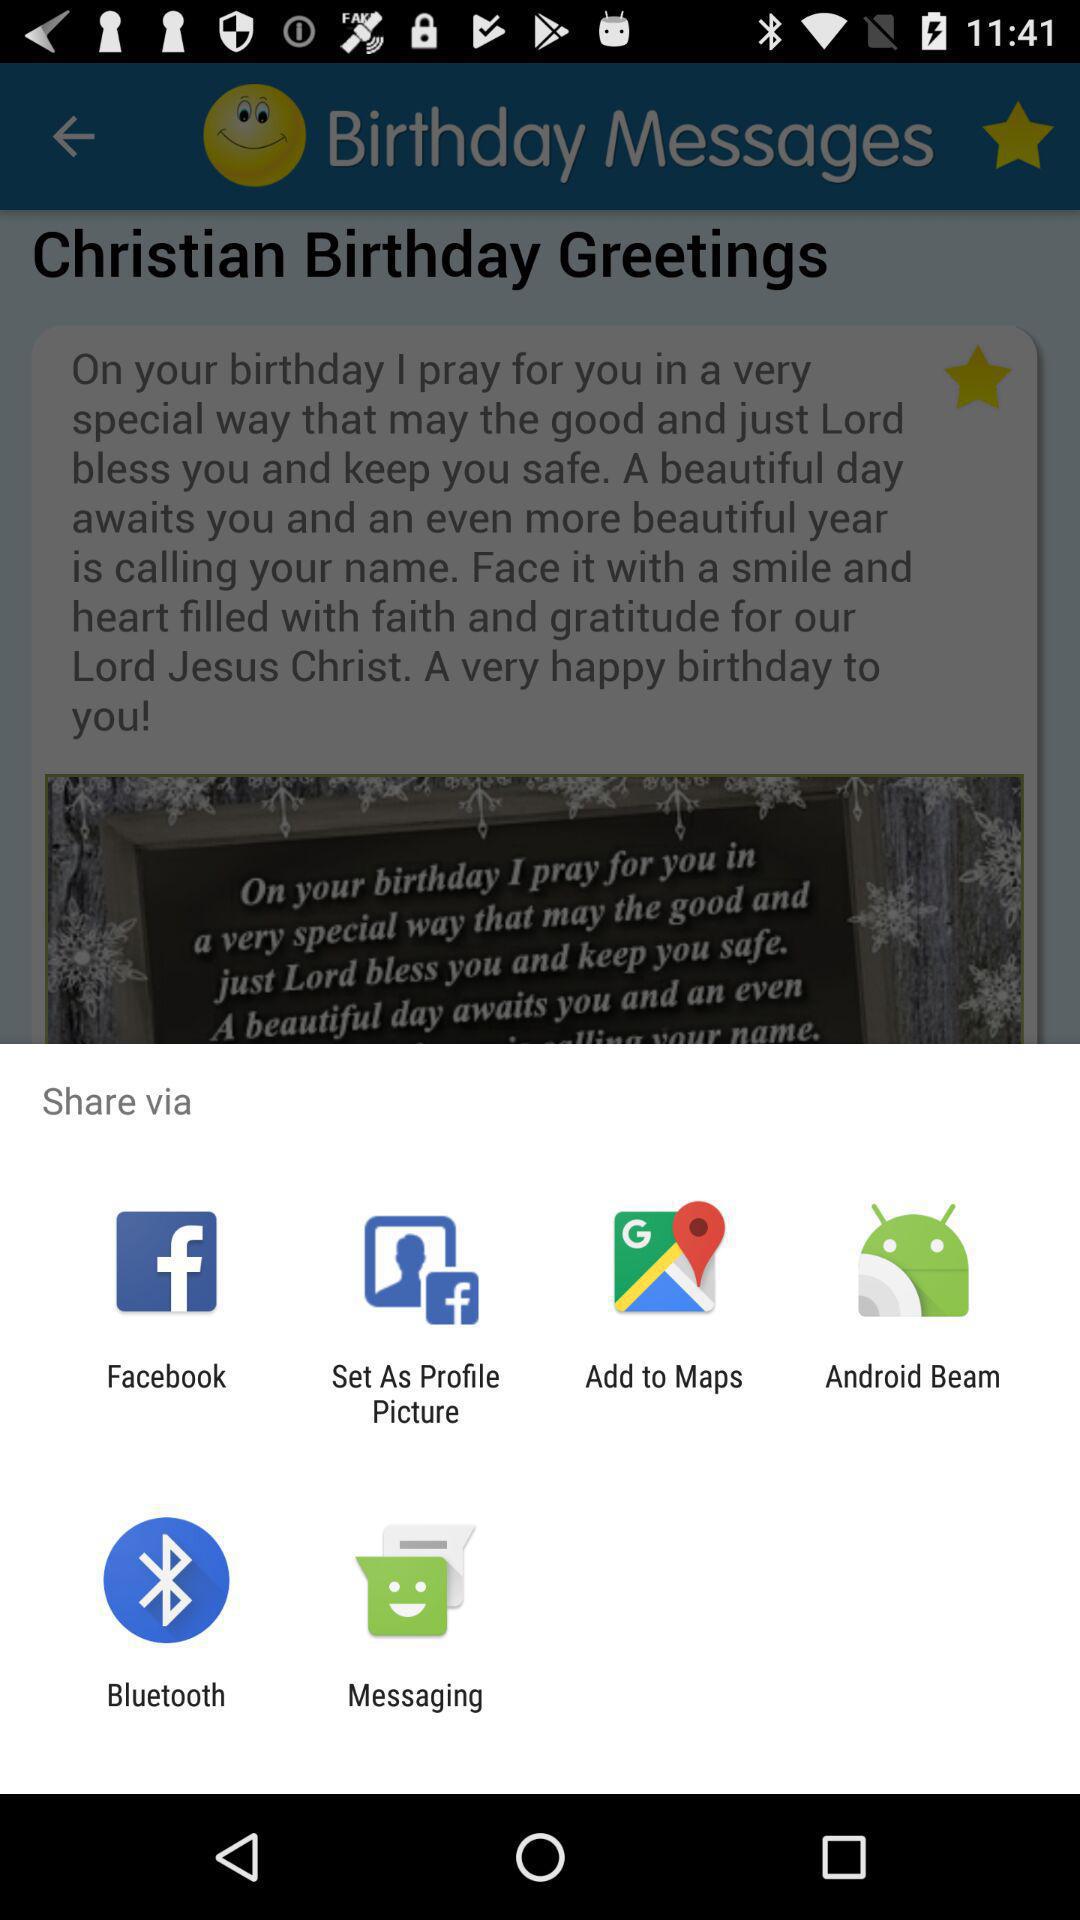 FAKE
11:41
Birthday Messages
Christian Birthday Greetings
On your birthday I pray for you in a very
special way that may the good and just Lord
bless you and keep you safe. A beautiful day
awaits you and an even more beautiful year
is calling your name. Face it with a smile and
heart filled with faith and gratitude for our
Lord Jesus Christ. A very happy birthday to
you!
On your birthday I pray for you in
a very special way that may the good and
just Lord bless you and keep you safe.
A beautiful day awaits you and an even
calling your name.
Share via
Facebook
Set As Profile
Picture
G
Add to Maps
Android Beam
Bluetooth
Messaging